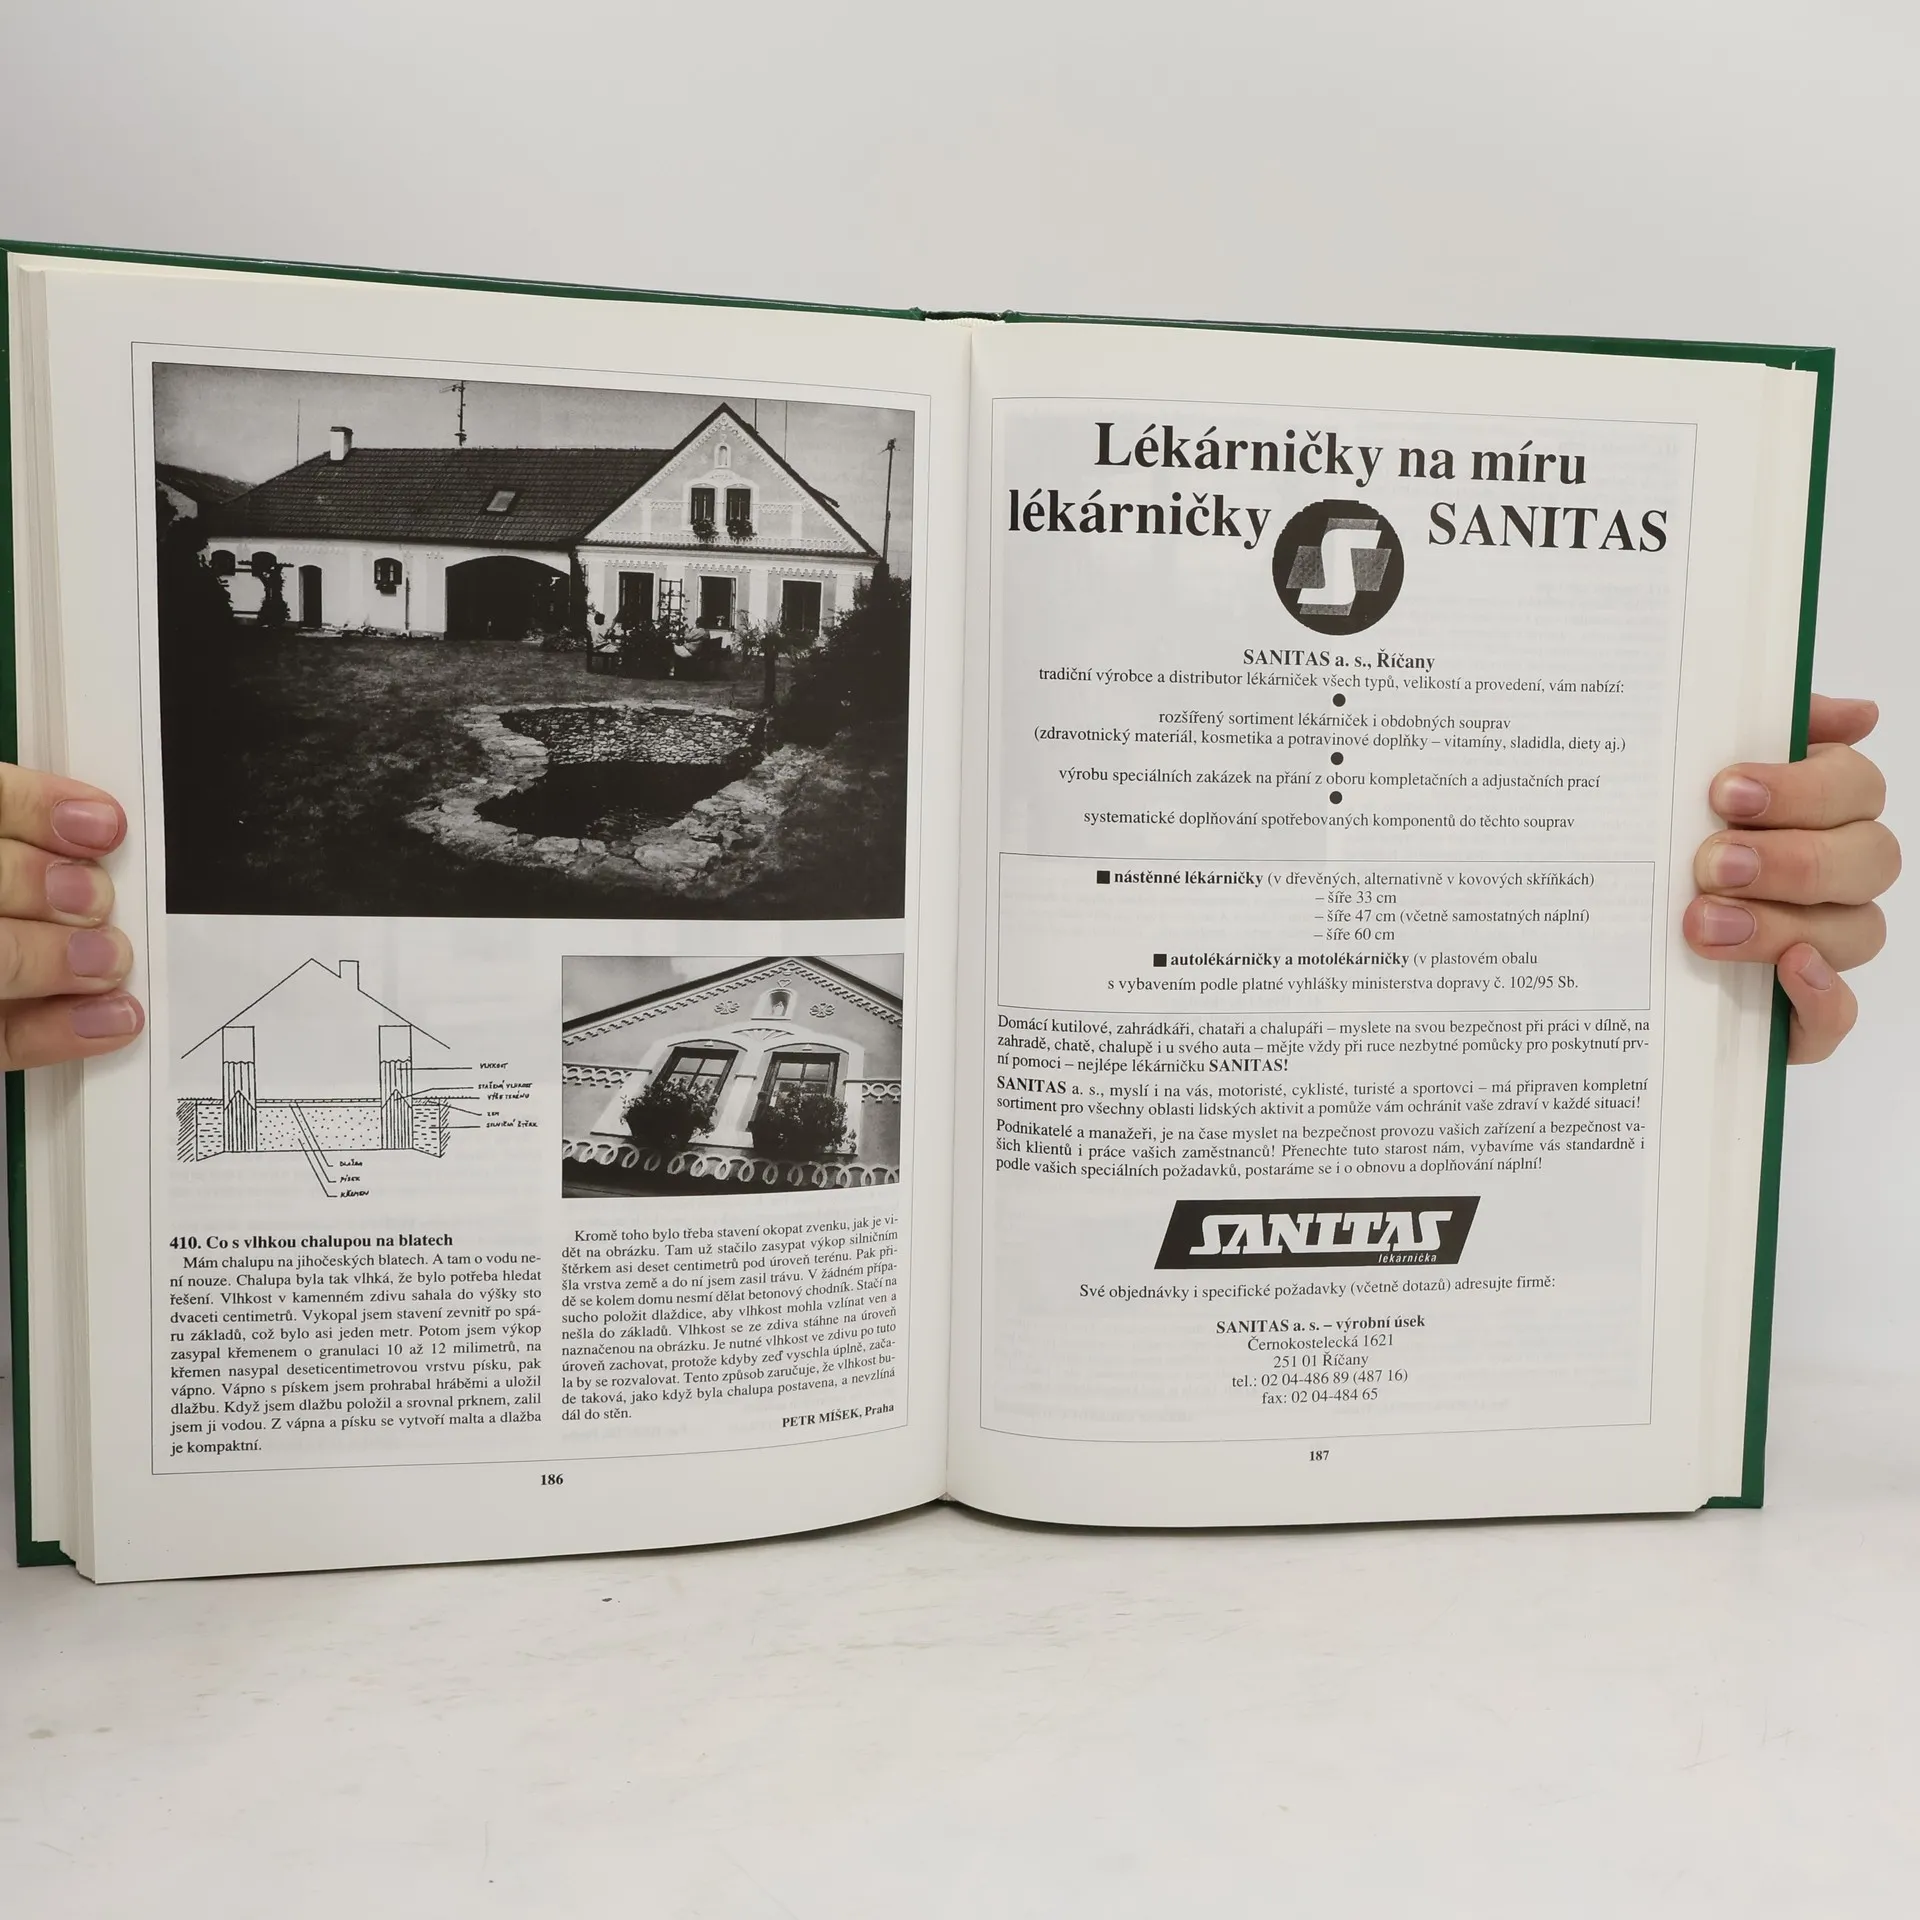 VLHKOST
STAŽENÁ VLHKOST
VÝŠE TERÉNU
ZEM
SILNIČNÍ ŠTĚRK
DLAŽBA
PÍSEK
KŘEMEN
410. Co s vlhkou chalupou na blatech
Mám chalupu na jihočeských blatech. A tam o vodu ne-
ní nouze. Chalupa byla tak vlhká, že bylo potřeba hledat
řešení. Vlhkost v kamenném zdivu sahala do výšky sto
dvaceti centimetrů. Vykopal jsem stavení zevnitř po spá-
ru základů, což bylo asi jeden metr. Potom jsem výkop
zasypal křemenem o granulaci 10 až 12 milimetrů, na
křemen nasypal deseticentimetrovou vrstvu písku, pak
vápno. Vápno s pískem jsem prohrabal hráběmi a uložil
dlažbu. Když jsem dlažbu položil a srovnal prknem, zalil
jsem ji vodou. Z vápna a písku se vytvoří malta a dlažba
je kompaktní.
Kromě toho bylo třeba stavení okopat zvenku, jak je vi-
dět na obrázku. Tam už stačilo zasypat výkop silničním
štěrkem asi deset centimetrů pod úroveň terénu. Pak při-
šla vrstva země a do ní jsem zasil trávu. V žádném přípa-
dě se kolem domu nesmí dělat betonový chodník. Stačí na
sucho položit dlaždice, aby vlhkost mohla vzlínat ven a
nešla do základů. Vlhkost se ze zdiva stáhne na úroveň
naznačenou na obrázku. Je nutné vlhkost ve zdivu po tuto
úroveň zachovat, protože kdyby zeď vyschla úplně, zača-
la by se rozvalovat. Tento způsob zaručuje, že vlhkost bu-
de taková, jako když byla chalupa postavena, a nevzlíná
dál do stěn.
PETR MÍŠEK, Praha
186
Lékárničky na míru
lékárničky S SANITAS
SANITAS a. s., Říčany
tradiční výrobce a distributor lékárniček všech typů, velikostí a provedení, vám nabízí:
●
rozšířený sortiment lékárniček i obdobných souprav
(zdravotnický materiál, kosmetika a potravinové doplňky – vitamíny, sladidla, diety aj.)
●
výrobu speciálních zakázek na přání z oboru kompletačních a adjustačních prací
●
systematické doplňování spotřebovaných komponentů do těchto souprav
■ nástěnné lékárničky (v dřevěných, alternativně v kovových skříňkách)
– šíře 33 cm
– šíře 47 cm (včetně samostatných náplní)
– šíře 60 cm
■ autolékárničky a motolékárničky (v plastovém obalu
s vybavením podle platné vyhlášky ministerstva dopravy č. 102/95 Sb.
Domácí kutilové, zahrádkáři, chataři a chalupáři – myslete na svou bezpečnost při práci v dílně, na
zahradě, chatě, chalupě i u svého auta – mějte vždy při ruce nezbytné pomůcky pro poskytnutí prv-
ní pomoci – nejlépe lékárničku SANITAS!
SANITAS a. s., myslí i na vás, motoristé, cyklisté, turisté a sportovci – má připraven kompletní
sortiment pro všechny oblasti lidských aktivit a pomůže vám ochránit vaše zdraví v každé situaci!
Podnikatelé a manažeři, je na čase myslet na bezpečnost provozu vašich zařízení a bezpečnost va-
šich klientů i práce vašich zaměstnanců! Přenechte tuto starost nám, vybavíme vás standardně i
podle vašich speciálních požadavků, postaráme se i o obnovu a doplňování náplní!
SANITAS
lékárnička
Své objednávky i specifické požadavky (včetně dotazů) adresujte firmě:
SANITAS a. s. – výrobní úsek
Černokostelecká 1621
251 01 Říčany
tel.: 02 04-486 89 (487 16)
fax: 02 04-484 65
187